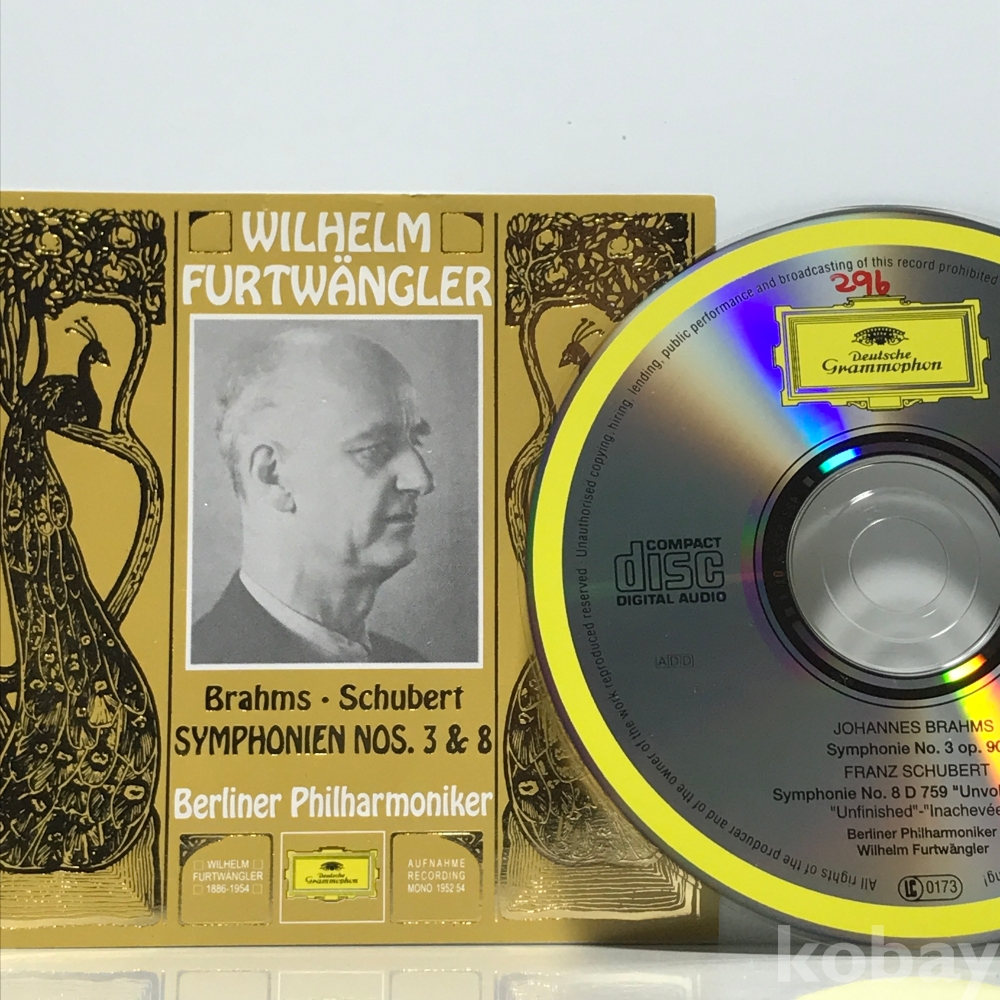 WILHELM
FURTWÄNGLER
Brahms · Schubert
SYMPHONIEN NOS. 3 & 8
Berliner Philharmoniker
WILHELM
FURTWÄNGLER
1886-1954
Deutsche
Grammophon
AUFNAHME
RECORDING
MONO 1952·54
296
Deutsche
Grammophon
All rights of the producer and of the owner of the work reproduced reserved Unauthorised copying, hiring, lending, public performance and broadcasting of this record prohibited
COMPACT
disc
DIGITAL AUDIO
ADD
JOHANNES BRAHMS
Symphonie No. 3 op. 90
FRANZ SCHUBERT
Symphonie No. 8 D 759 "Unvol
"Unfinished"-"Inachevée
Berliner Philharmoniker
Wilhelm Furtwängler
LC 0173
kobay